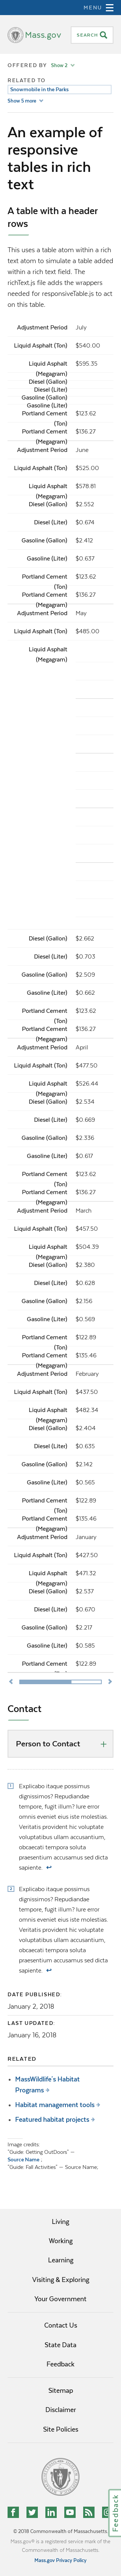 MENU
Mass.gov
SEARCH
OFFERED BY Show 2
RELATED TO
Snowmobile in the Parks
Show 5 more
An example of
responsive
tables in rich
text
A table with a header
rows
This uses a table atom within a rich
text atom to simulate a table added
within a rich text field. The
richText.js file adds the wrappers
needed for responsiveTable.js to act
on this table.
Adjustment Period July
Liquid Asphalt (Ton) $540.00
Liquid Asphalt $595.35
(Megagram)
Diesel (Gallon)
Diesel (Liter)
Gasoline (Gallon)
Gasoline (Liter)
Portland Cement $123.62
(Ton)
Portland Cement $136.27
(Megagram)
Adjustment Period June
Liquid Asphalt (Ton) $525.00
Liquid Asphalt $578.81
(Megagram)
Diesel (Gallon) $2.552
Diesel (Liter) $0.674
Gasoline (Gallon) $2.412
Gasoline (Liter) $0.637
Portland Cement $123.62
(Ton)
Portland Cement $136.27
(Megagram)
Adjustment Period May
Liquid Asphalt (Ton) $485.00
Liquid Asphalt
(Megagram)
Diesel (Gallon) $2.662
Diesel (Liter) $0.703
Gasoline (Gallon) $2.509
Gasoline (Liter) $0.662
Portland Cement $123.62
(Ton)
Portland Cement $136.27
(Megagram)
Adjustment Period April
Liquid Asphalt (Ton) $477.50
Liquid Asphalt $526.44
(Megagram)
Diesel (Gallon) $2.534
Diesel (Liter) $0.669
Gasoline (Gallon) $2.336
Gasoline (Liter) $0.617
Portland Cement $123.62
(Ton)
Portland Cement $136.27
(Megagram)
Adjustment Period March
Liquid Asphalt (Ton) $457.50
Liquid Asphalt $504.39
(Megagram)
Diesel (Gallon) $2.380
Diesel (Liter) $0.628
Gasoline (Gallon) $2.156
Gasoline (Liter) $0.569
Portland Cement $122.89
(Ton)
Portland Cement $135.46
(Megagram)
Adjustment Period February
Liquid Asphalt (Ton) $437.50
Liquid Asphalt $482.34
(Megagram)
Diesel (Gallon) $2.404
Diesel (Liter) $0.635
Gasoline (Gallon) $2.142
Gasoline (Liter) $0.565
Portland Cement $122.89
(Ton)
Portland Cement $135.46
(Megagram)
Adjustment Period January
Liquid Asphalt (Ton) $427.50
Liquid Asphalt $471.32
(Megagram)
Diesel (Gallon) $2.537
Diesel (Liter) $0.670
Gasoline (Gallon) $2.217
Gasoline (Liter) $0.585
Portland Cement $122.89
Contact
Person to Contact
Explicabo itaque possimus
dignissimos? Repudiandae
tempore, fugit illum? Iure error
omnis eveniet eius iste molestias.
Veritatis provident hic voluptate
voluptatibus ullam accusantium,
obcaecati tempora soluta
praesentium accusamus sed dicta
sapiente.
Explicabo itaque possimus
dignissimos? Repudiandae
tempore, fugit illum? Iure error
omnis eveniet eius iste molestias.
Veritatis provident hic voluptate
voluptatibus ullam accusantium,
obcaecati tempora soluta
praesentium accusamus sed dicta
sapiente.
DATE PUBLISHED
January 2, 2018
LAST UPDATED
January 16, 2018
RELATED
MassWildlife's Habitat
Programs
Habitat management tools
Featured habitat projects
Image credits:
"Guide: Getting OutDoors" —
Source Name ;
"Guide: Fall Activities" — Source Name;
Living
Working
Learning
Visiting & Exploring
Your Government
Contact Us
State Data
Feedback
Sitemap
Disclaimer
Site Policies
© 2018 Commonwealth of Massachusetts.
Mass.gov® is a registered service mark of the
Commonwealth of Massachusetts.
Mass.gov Privacy Policy
Feedback